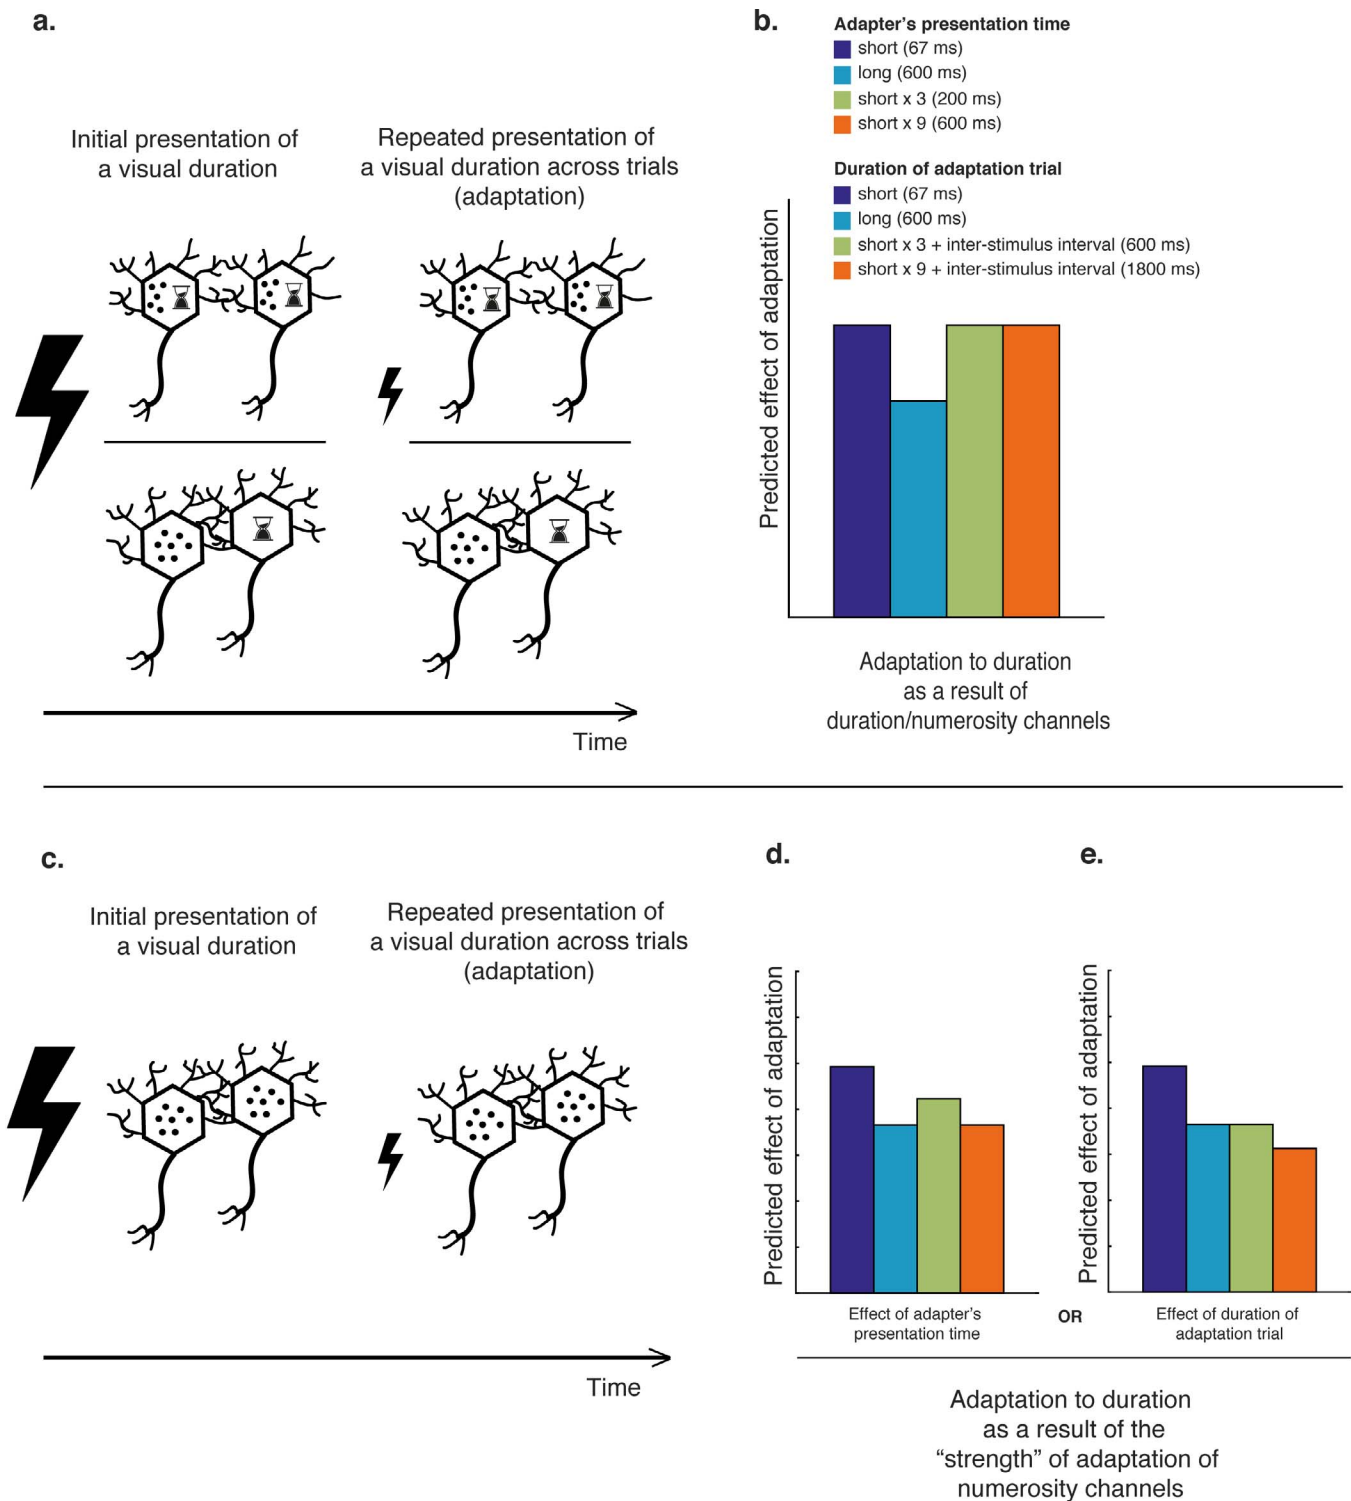 a.
Initial presentation of
a visual duration
Repeated presentation of
a visual duration across trials
(adaptation)
Time
b.
Adapter’s presentation time
short (67 ms)
long (600 ms)
short x 3 (200 ms)
short x 9 (600 ms)
Duration of adaptation trial
short (67 ms)
long (600 ms)
short x 3 + inter-stimulus interval (600 ms)
short x 9 + inter-stimulus interval (1800 ms)
Predicted effect of adaptation
Adaptation to duration
as a result of
duration/numerosity channels
c.
Initial presentation of
a visual duration
Repeated presentation of
a visual duration across trials
(adaptation)
Time
d.
Predicted effect of adaptation
Effect of adapter’s
presentation time
OR
e.
Predicted effect of adaptation
Effect of duration of
adaptation trial
Adaptation to duration
as a result of the
“strength” of adaptation of
numerosity channels